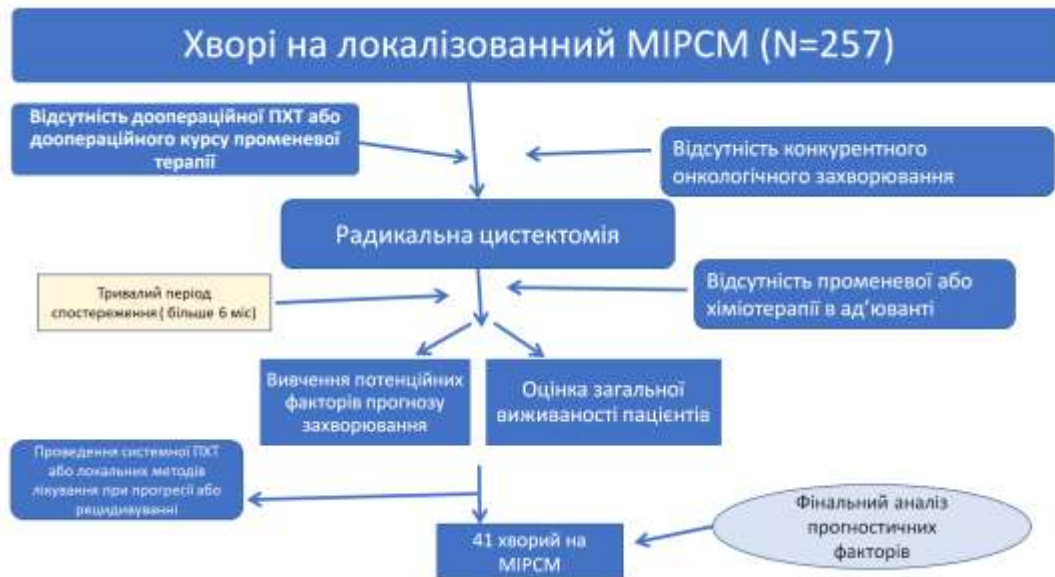 Хворі на локалізованний МІРСМ (N=257)
Відсутність доопераційної ПХТ або
доопераційного курсу променевої
терапії
Відсутність конкурентного
онкологічного захворювання
Радикальна цистектомія
Тривалий період
спостереження ( більше 6 міс)
Відсутність променевої або
хіміотерапії в ад’юванті
Вивчення потенційних
факторів прогнозу
захворювання
Оцінка загальної
виживаності пацієнтів
Проведення системної ПХТ
або локальних методів
лікування при прогресії або
рецидивуванні
41 хворий на
МІРСМ
Фінальний аналіз
прогностичних
факторів